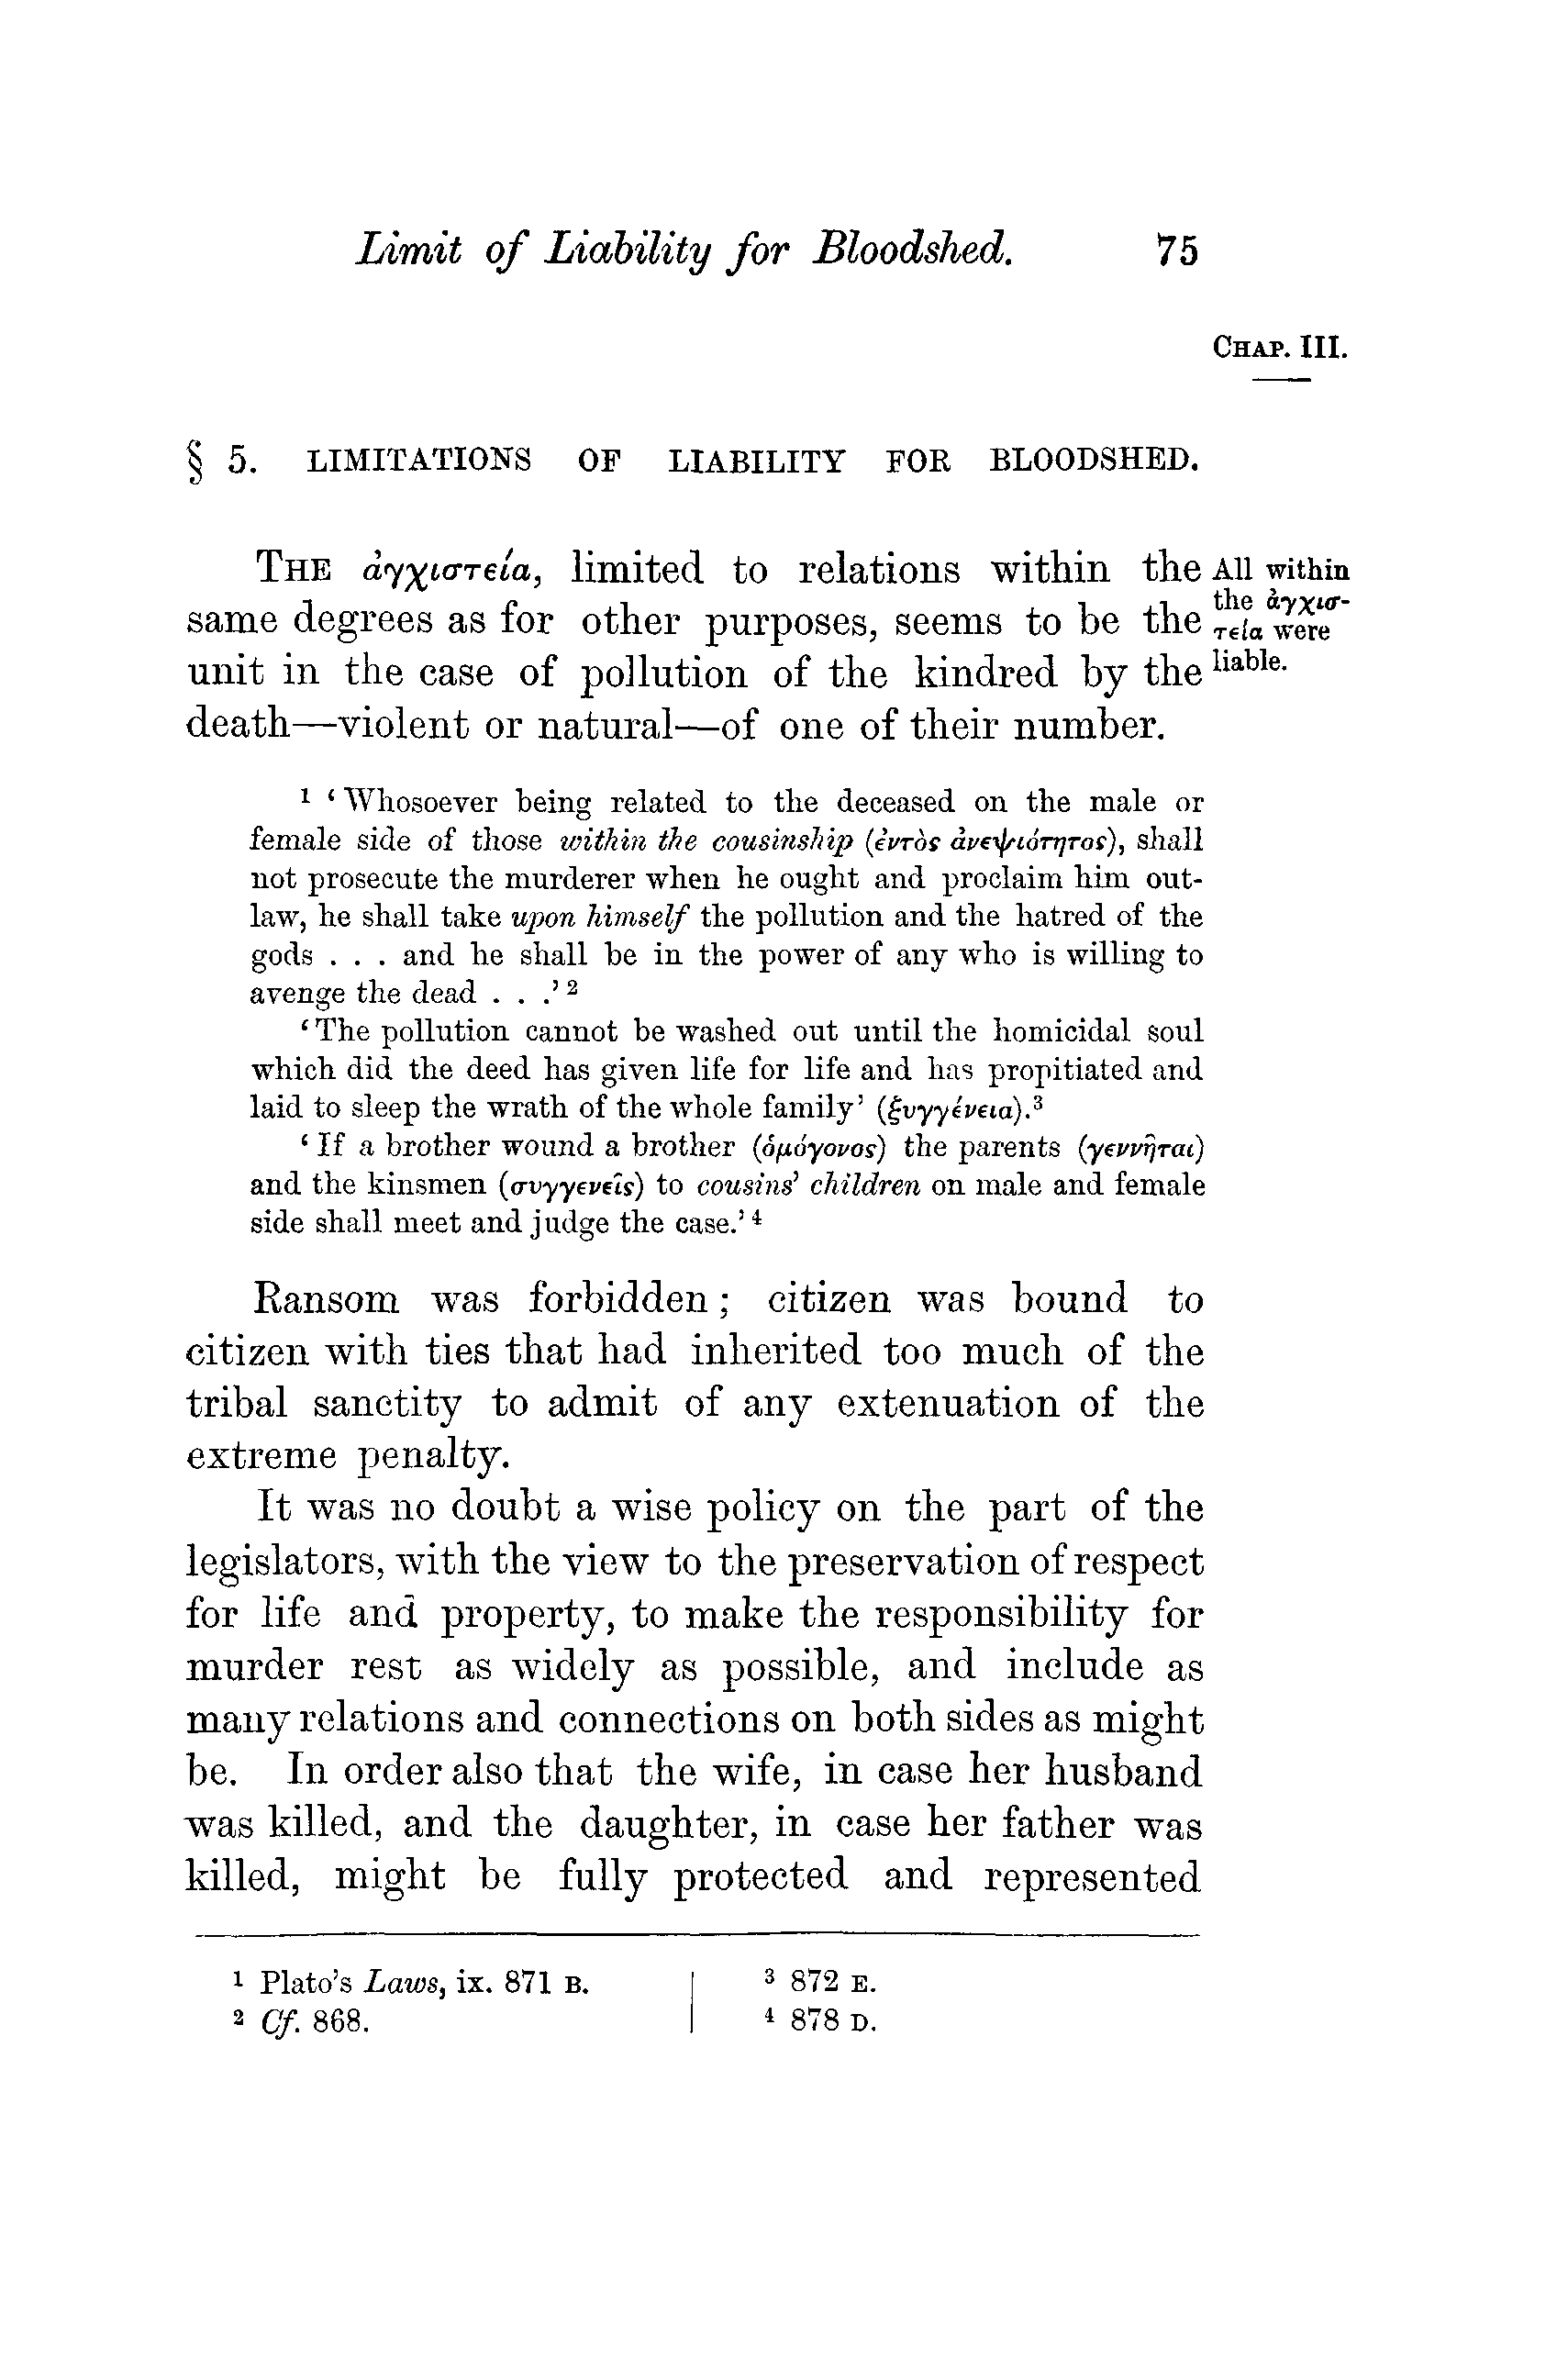 Limit of Liability for Bloodshed. 75
CHAP. III.
§ 5. LIMITATIONS OF LIABILITY FOR BLOODSHED.
THE ἀγχιστεία, limited to relations within the
same degrees as for other purposes, seems to be the
unit in the case of pollution of the kindred by the
death—violent or natural—of one of their number.
All within
the ἀγχισ-
τεία were
liable.
¹ ‘Whosoever being related to the deceased on the male or
female side of those within the cousinship (ἐντὸς ἀνεψιότητος), shall
not prosecute the murderer when he ought and proclaim him out-
law, he shall take upon himself the pollution and the hatred of the
gods . . . and he shall be in the power of any who is willing to
avenge the dead . . .’ ²
‘The pollution cannot be washed out until the homicidal soul
which did the deed has given life for life and has propitiated and
laid to sleep the wrath of the whole family’ (ξυγγένεια).³
‘If a brother wound a brother (ὁμόγονος) the parents (γεννῆται)
and the kinsmen (συγγενεῖς) to cousins’ children on male and female
side shall meet and judge the case.’ ⁴
Ransom was forbidden; citizen was bound to
citizen with ties that had inherited too much of the
tribal sanctity to admit of any extenuation of the
extreme penalty.
It was no doubt a wise policy on the part of the
legislators, with the view to the preservation of respect
for life and property, to make the responsibility for
murder rest as widely as possible, and include as
many relations and connections on both sides as might
be. In order also that the wife, in case her husband
was killed, and the daughter, in case her father was
killed, might be fully protected and represented
¹ Plato’s Laws, ix. 871 B.
² Cf. 868.
³ 872 E.
⁴ 878 D.